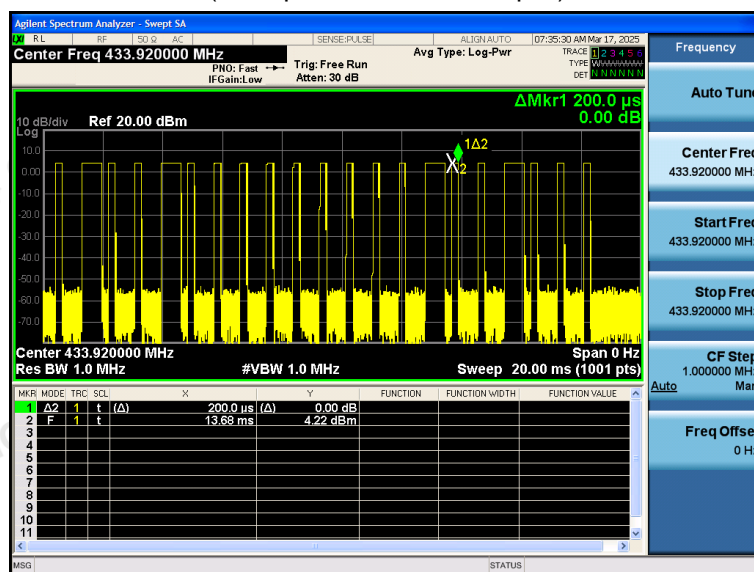 Agilent Spectrum Analyzer - Swept SA
LXI RL RF 50 Ω AC SENSE:PULSE ALIGN AUTO 07:35:30 AM Mar 17, 2025
Center Freq 433.920000 MHz
PNO: Fast
IFGain:Low
Trig: Free Run
Atten: 30 dB
Avg Type: Log-Pwr
TRACE 1 2 3 4 5 6
TYPE
DET N N N N N N
ΔMkr1 200.0 µs
0.00 dB
10 dB/div Ref 20.00 dBm
Log
10.0
0.00
-10.0
-20.0
-30.0
-40.0
-50.0
-60.0
-70.0
1Δ2
X2
Center 433.920000 MHz Span 0 Hz
Res BW 1.0 MHz #VBW 1.0 MHz Sweep 20.00 ms (1001 pts)
MKR MODE TRC SCL X Y FUNCTION FUNCTION WIDTH FUNCTION VALUE
1 Δ2 1 t (Δ) 200.0 µs (Δ) 0.00 dB
2 F 1 t 13.68 ms 4.22 dBm
3
4
5
6
7
8
9
10
11
MSG STATUS
Frequency
Auto Tune
Center Freq
433.920000 MHz
Start Freq
433.920000 MHz
Stop Freq
433.920000 MHz
CF Step
1.000000 MHz
Auto Man
Freq Offset
0 Hz